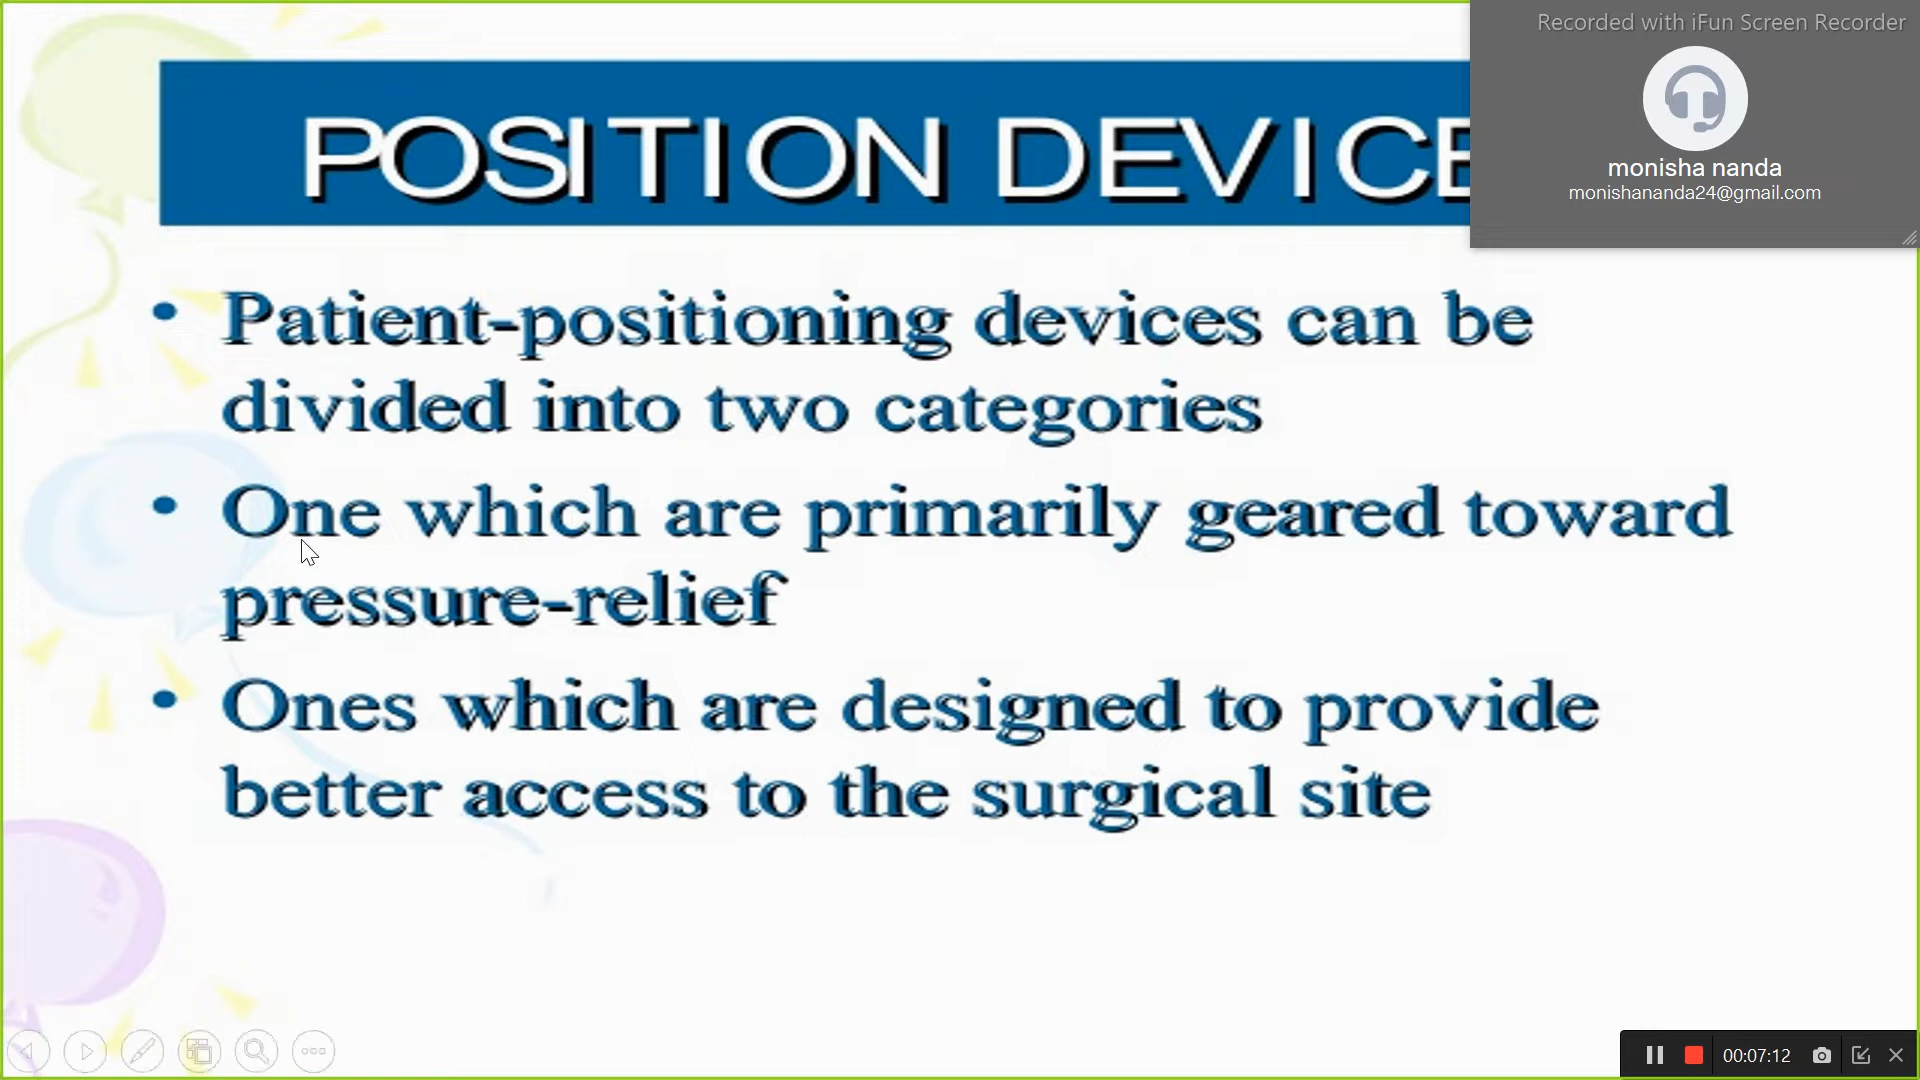 Recorded with iFun Screen Recorder
POSITION DEVICE
monisha nanda
monishananda24@gmail.com
• Patient-positioning devices can be
divided into two categories
• One which are primarily geared toward
pressure-relief
• Ones which are designed to provide
better access to the surgical site
00:07:12